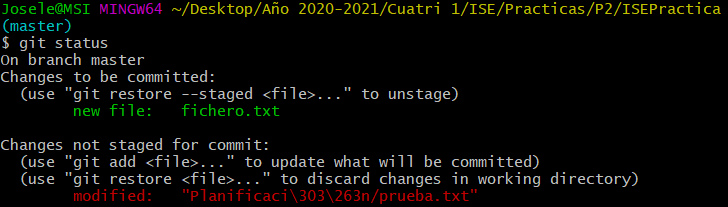 Josele@MSI MINGW64 ~/Desktop/Año 2020-2021/Cuatri 1/ISE/Practicas/P2/ISEPractica
(master)
$ git status
On branch master
Changes to be committed:
  (use "git restore --staged <file>..." to unstage)
        new file:   fichero.txt

Changes not staged for commit:
  (use "git add <file>..." to update what will be committed)
  (use "git restore <file>..." to discard changes in working directory)
        modified:   "Planificaci\303\263n/prueba.txt"